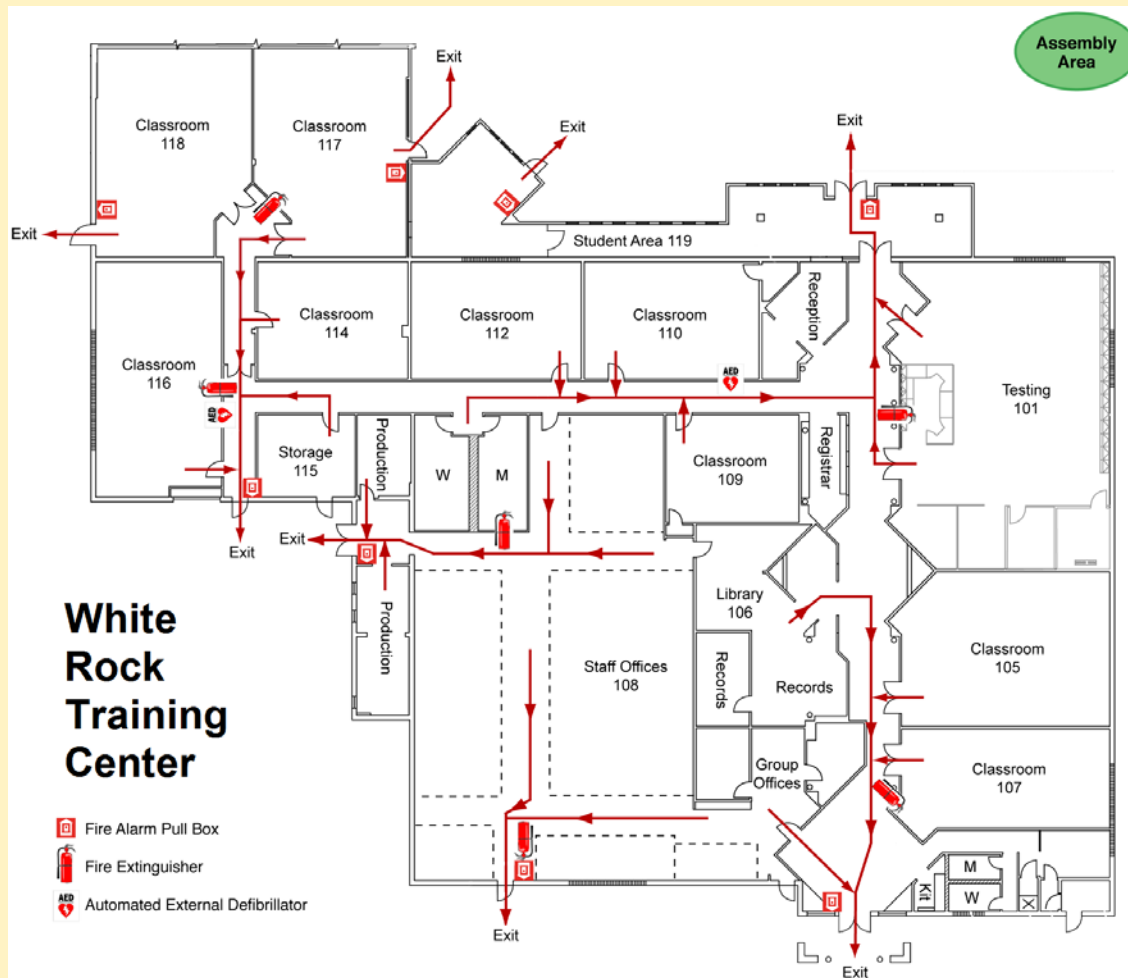 Assembly
Area
Exit
Exit
Classroom
118
Classroom
117
Exit
Student Area 119
Classroom
116
Classroom
114
Classroom
112
Classroom
110
Reception
AED
AED
Testing
101
Storage
115
Production
W
M
Classroom
109
Registrar
Exit
Exit
Production
Library
106
Records
Records
Staff Offices
108
Classroom
105
Classroom
107
Group
Offices
Kit
M
W
X
Exit
Exit
White
Rock
Training
Center
Fire Alarm Pull Box
Fire Extinguisher
AED
Automated External Defibrillator
Exit